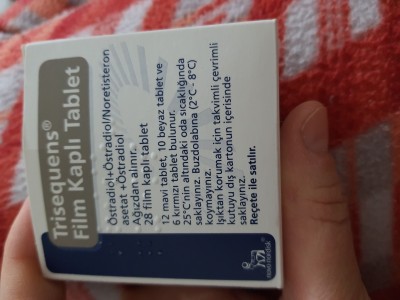 Trisequens®
Film Kaplı Tablet
Östradiol+Östradiol/Noretisteron
asetat+Östradiol
Ağızdan alınır.
28 film kaplı tablet
12 mavi tablet, 10 beyaz tablet ve
6 kırmızı tablet bulunur.
25°C'nin altındaki oda sıcaklığında
saklayınız. Buzdolabına (2°C - 8°C)
koymayınız.
Işıktan korumak için takvimli çevrimli
kutuyu dış kartonun içerisinde
saklayınız.
Reçete ile satılır.
novo nordisk